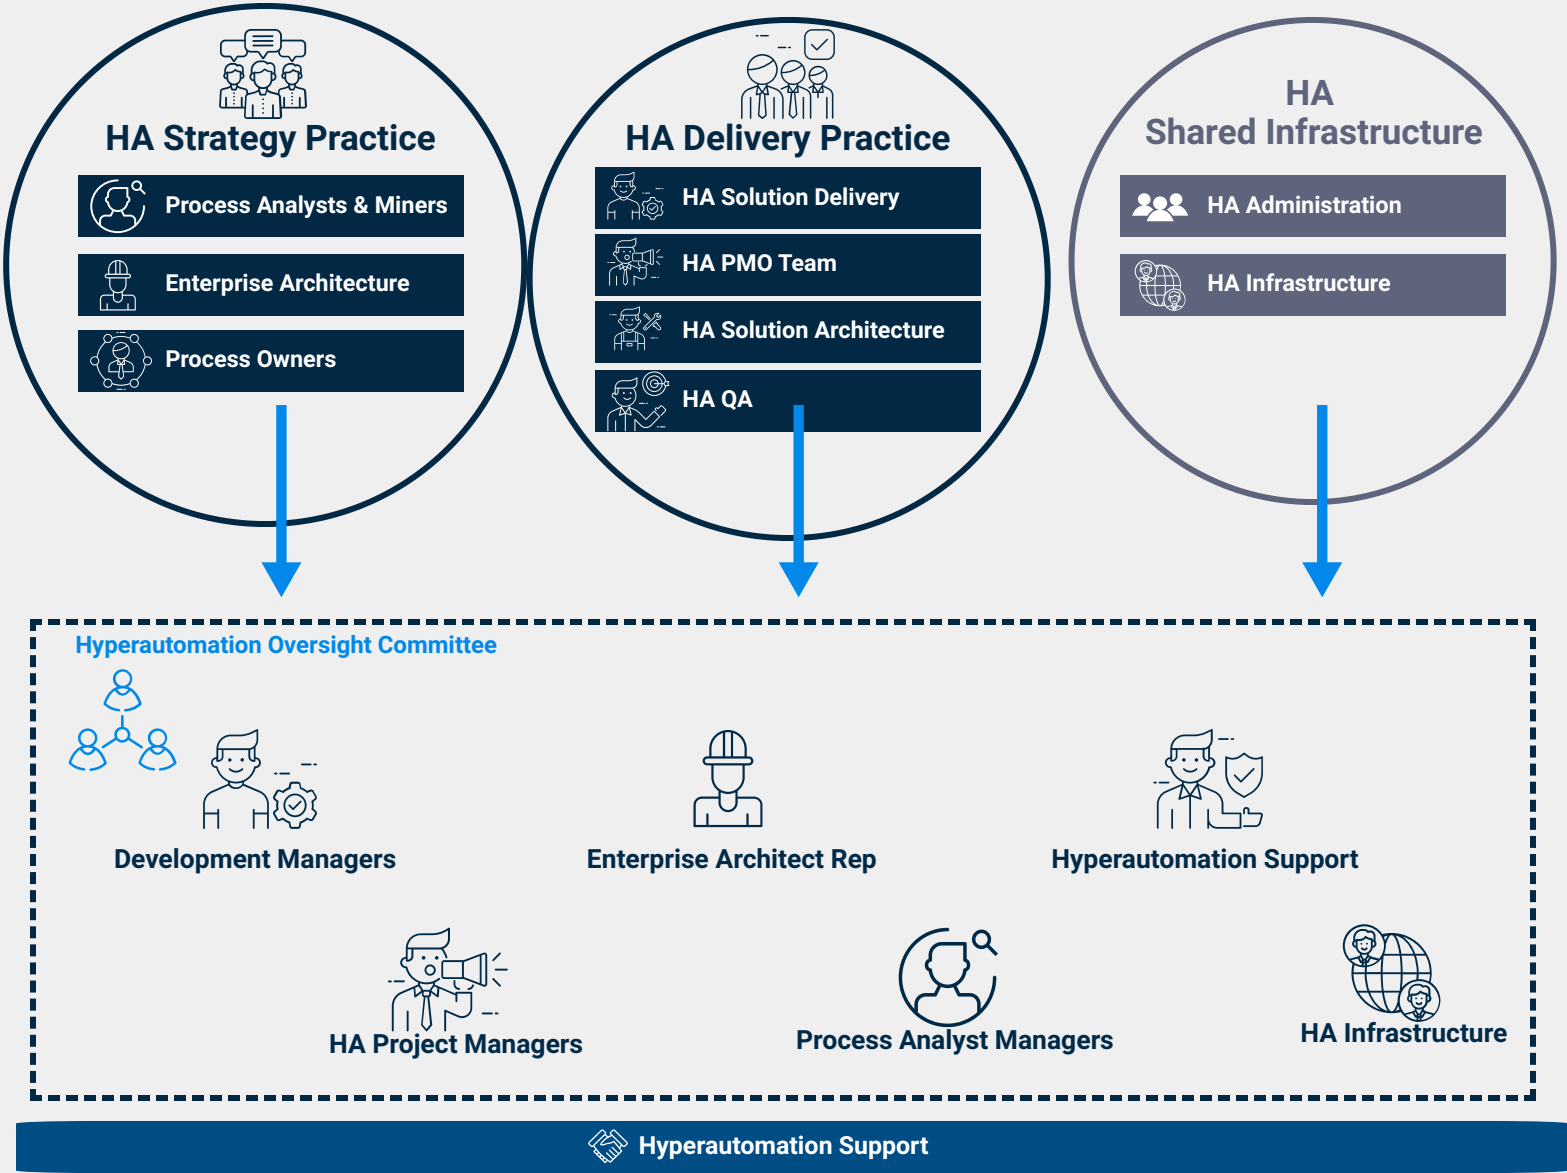 HA Strategy Practice
Process Analysts & Miners
Enterprise Architecture
Process Owners
HA Delivery Practice
HA Solution Delivery
HA PMO Team
HA Solution Architecture
HA QA
HA
Shared Infrastructure
HA Administration
HA Infrastructure
Hyperautomation Oversight Committee
Development Managers
Enterprise Architect Rep
Hyperautomation Support
HA Project Managers
Process Analyst Managers
HA Infrastructure
Hyperautomation Support